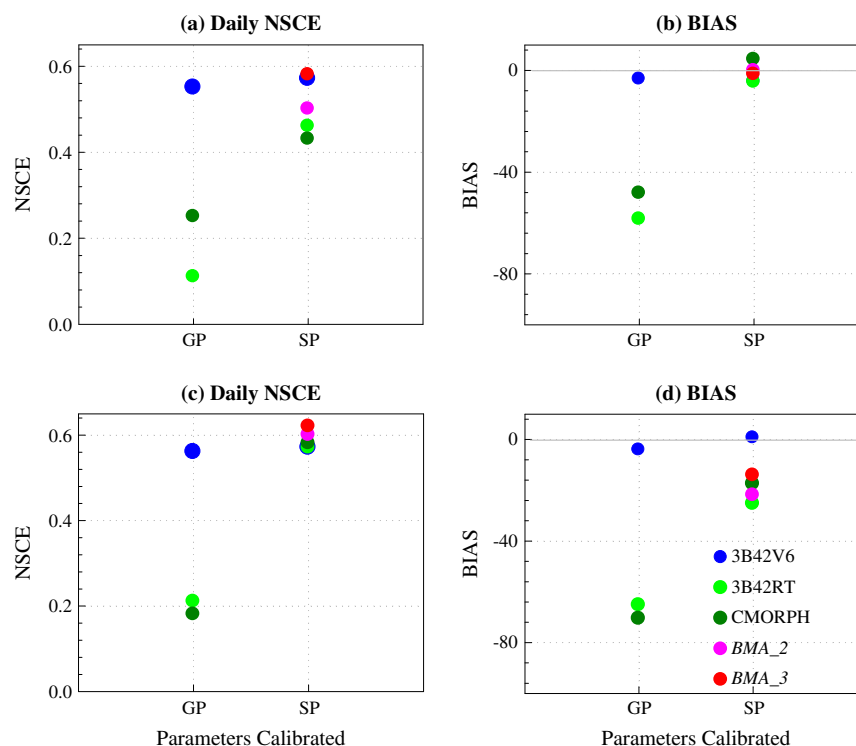 (a) Daily NSCE
(b) BIAS
NSCE
0.6
0.4
0.2
0.0
GP
SP
BIAS
0
-40
-80
GP
SP
(c) Daily NSCE
(d) BIAS
NSCE
0.6
0.4
0.2
0.0
GP
SP
Parameters Calibrated
BIAS
0
-40
-80
3B42V6
3B42RT
CMORPH
BMA_2
BMA_3
GP
SP
Parameters Calibrated